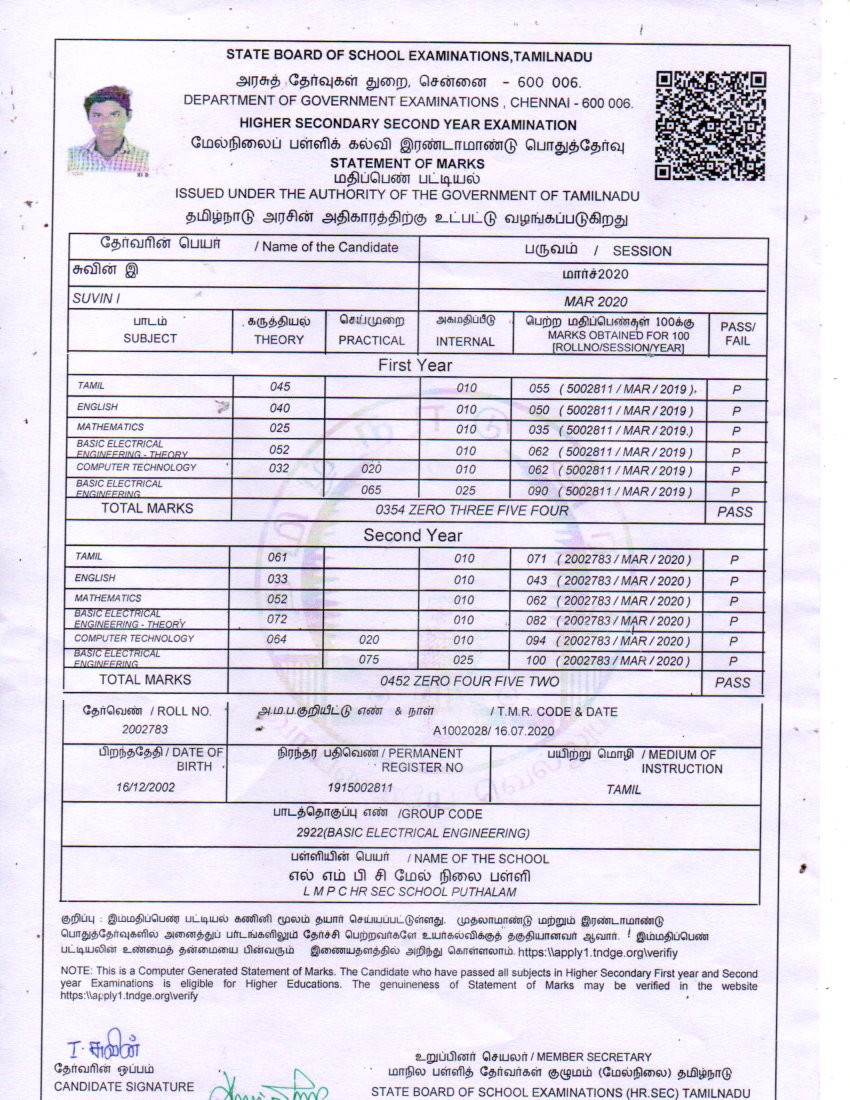 STATE BOARD OF SCHOOL EXAMINATIONS,TAMILNADU
அரசுத் தேர்வுகள் துறை, சென்னை - 600 006.
DEPARTMENT OF GOVERNMENT EXAMINATIONS , CHENNAI - 600 006.
HIGHER SECONDARY SECOND YEAR EXAMINATION
மேல்நிலைப் பள்ளிக் கல்வி இரண்டாமாண்டு பொதுத்தேர்வு
STATEMENT OF MARKS
மதிப்பெண் பட்டியல்
ISSUED UNDER THE AUTHORITY OF THE GOVERNMENT OF TAMILNADU
தமிழ்நாடு அரசின் அதிகாரத்திற்கு உட்பட்டு வழங்கப்படுகிறது
தேர்வரின் பெயர் / Name of the Candidate பருவம் / SESSION
சுவின் இ மார்ச்2020
SUVIN I MAR 2020
பாடம் கருத்தியல் செய்முறை அகமதிப்பீடு பெற்ற மதிப்பெண்கள் 100க்கு PASS/
SUBJECT THEORY PRACTICAL INTERNAL MARKS OBTAINED FOR 100 FAIL
[ROLLNO/SESSION/YEAR]
First Year
TAMIL 045 010 055 ( 5002811 / MAR / 2019 ) P
ENGLISH 040 010 050 ( 5002811 / MAR / 2019 ) P
MATHEMATICS 025 010 035 ( 5002811 / MAR / 2019 ) P
BASIC ELECTRICAL
ENGINEERING - THEORY 052 010 062 ( 5002811 / MAR / 2019 ) P
COMPUTER TECHNOLOGY 032 020 010 062 ( 5002811 / MAR / 2019 ) P
BASIC ELECTRICAL
ENGINEERING 065 025 090 ( 5002811 / MAR / 2019 ) P
TOTAL MARKS 0354 ZERO THREE FIVE FOUR PASS
Second Year
TAMIL 061 010 071 ( 2002783 / MAR / 2020 ) P
ENGLISH 033 010 043 ( 2002783 / MAR / 2020 ) P
MATHEMATICS 052 010 062 ( 2002783 / MAR / 2020 ) P
BASIC ELECTRICAL
ENGINEERING - THEORY 072 010 082 ( 2002783 / MAR / 2020 ) P
COMPUTER TECHNOLOGY 064 020 010 094 ( 2002783 / MAR / 2020 ) P
BASIC ELECTRICAL
ENGINEERING 075 025 100 ( 2002783 / MAR / 2020 ) P
TOTAL MARKS 0452 ZERO FOUR FIVE TWO PASS
தேர்வெண் / ROLL NO. அ.ம.ப.குறியீட்டு எண் & நாள் / T.M.R. CODE & DATE
2002783 A1002028/ 16.07.2020
பிறந்ததேதி / DATE OF BIRTH நிரந்தர பதிவெண் / PERMANENT REGISTER NO பயிற்று மொழி / MEDIUM OF INSTRUCTION
16/12/2002 1915002811 TAMIL
பாடத்தொகுப்பு எண் /GROUP CODE
2922(BASIC ELECTRICAL ENGINEERING)
பள்ளியின் பெயர் / NAME OF THE SCHOOL
எல் எம் பி சி மேல் நிலை பள்ளி
L M P C HR SEC SCHOOL PUTHALAM
குறிப்பு : இம்மதிப்பெண் பட்டியல் கணினி மூலம் தயார் செய்யப்பட்டுள்ளது. முதலாமாண்டு மற்றும் இரண்டாமாண்டு
பொதுத்தேர்வுகளில் அனைத்துப் பாடங்களிலும் தேர்ச்சி பெற்றவர்களே உயர்கல்விக்குத் தகுதியானவர் ஆவார். இம்மதிப்பெண்
பட்டியலின் உண்மைத் தன்மையை பின்வரும் இணையதளத்தில் அறிந்து கொள்ளலாம். https:\\apply1.tndge.org\verifiy
NOTE: This is a Computer Generated Statement of Marks. The Candidate who have passed all subjects in Higher Secondary First year and Second
year Examinations is eligible for Higher Educations. The genuineness of Statement of Marks may be verified in the website
https:\\apply1.tndge.org\verify
I. சுவின்
தேர்வரின் ஒப்பம்
CANDIDATE SIGNATURE
உறுப்பினர் செயலர் / MEMBER SECRETARY
மாநில பள்ளித் தேர்வர்கள் குழுமம் (மேல்நிலை) தமிழ்நாடு
STATE BOARD OF SCHOOL EXAMINATIONS (HR.SEC) TAMILNADU